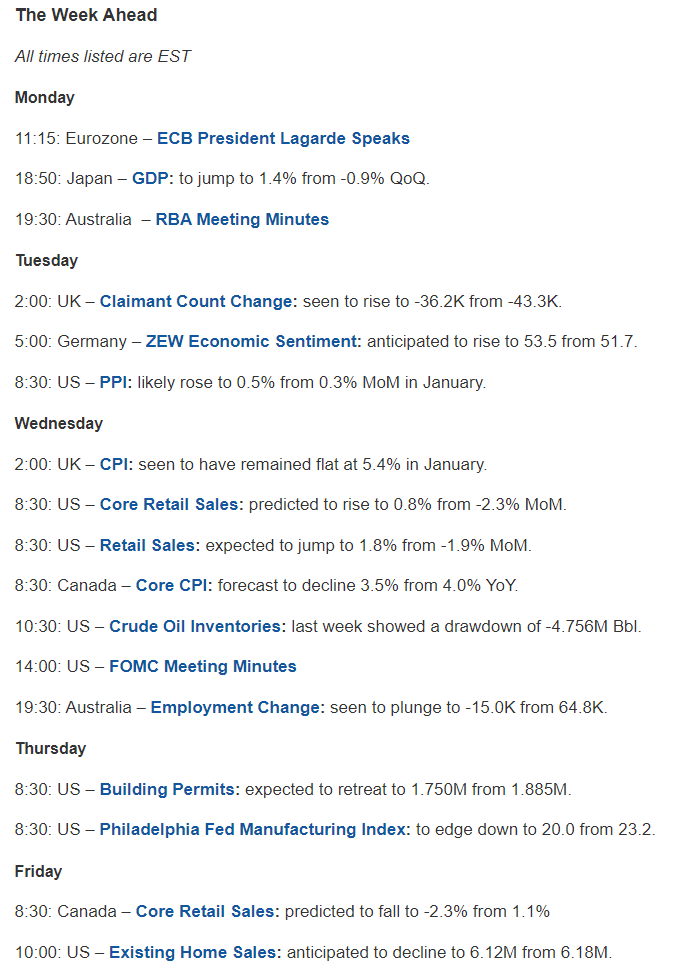 The Week Ahead
All times listed are EST
Monday
11:15: Eurozone – ECB President Lagarde Speaks
18:50: Japan – GDP: to jump to 1.4% from -0.9% QoQ.
19:30: Australia – RBA Meeting Minutes
Tuesday
2:00: UK – Claimant Count Change: seen to rise to -36.2K from -43.3K.
5:00: Germany – ZEW Economic Sentiment: anticipated to rise to 53.5 from 51.7.
8:30: US – PPI: likely rose to 0.5% from 0.3% MoM in January.
Wednesday
2:00: UK – CPI: seen to have remained flat at 5.4% in January.
8:30: US – Core Retail Sales: predicted to rise to 0.8% from -2.3% MoM.
8:30: US – Retail Sales: expected to jump to 1.8% from -1.9% MoM.
8:30: Canada – Core CPI: forecast to decline 3.5% from 4.0% YoY.
10:30: US – Crude Oil Inventories: last week showed a drawdown of -4.756M Bbl.
14:00: US – FOMC Meeting Minutes
19:30: Australia – Employment Change: seen to plunge to -15.0K from 64.8K.
Thursday
8:30: US – Building Permits: expected to retreat to 1.750M from 1.885M.
8:30: US – Philadelphia Fed Manufacturing Index: to edge down to 20.0 from 23.2.
Friday
8:30: Canada – Core Retail Sales: predicted to fall to -2.3% from 1.1%
10:00: US – Existing Home Sales: anticipated to decline to 6.12M from 6.18M.